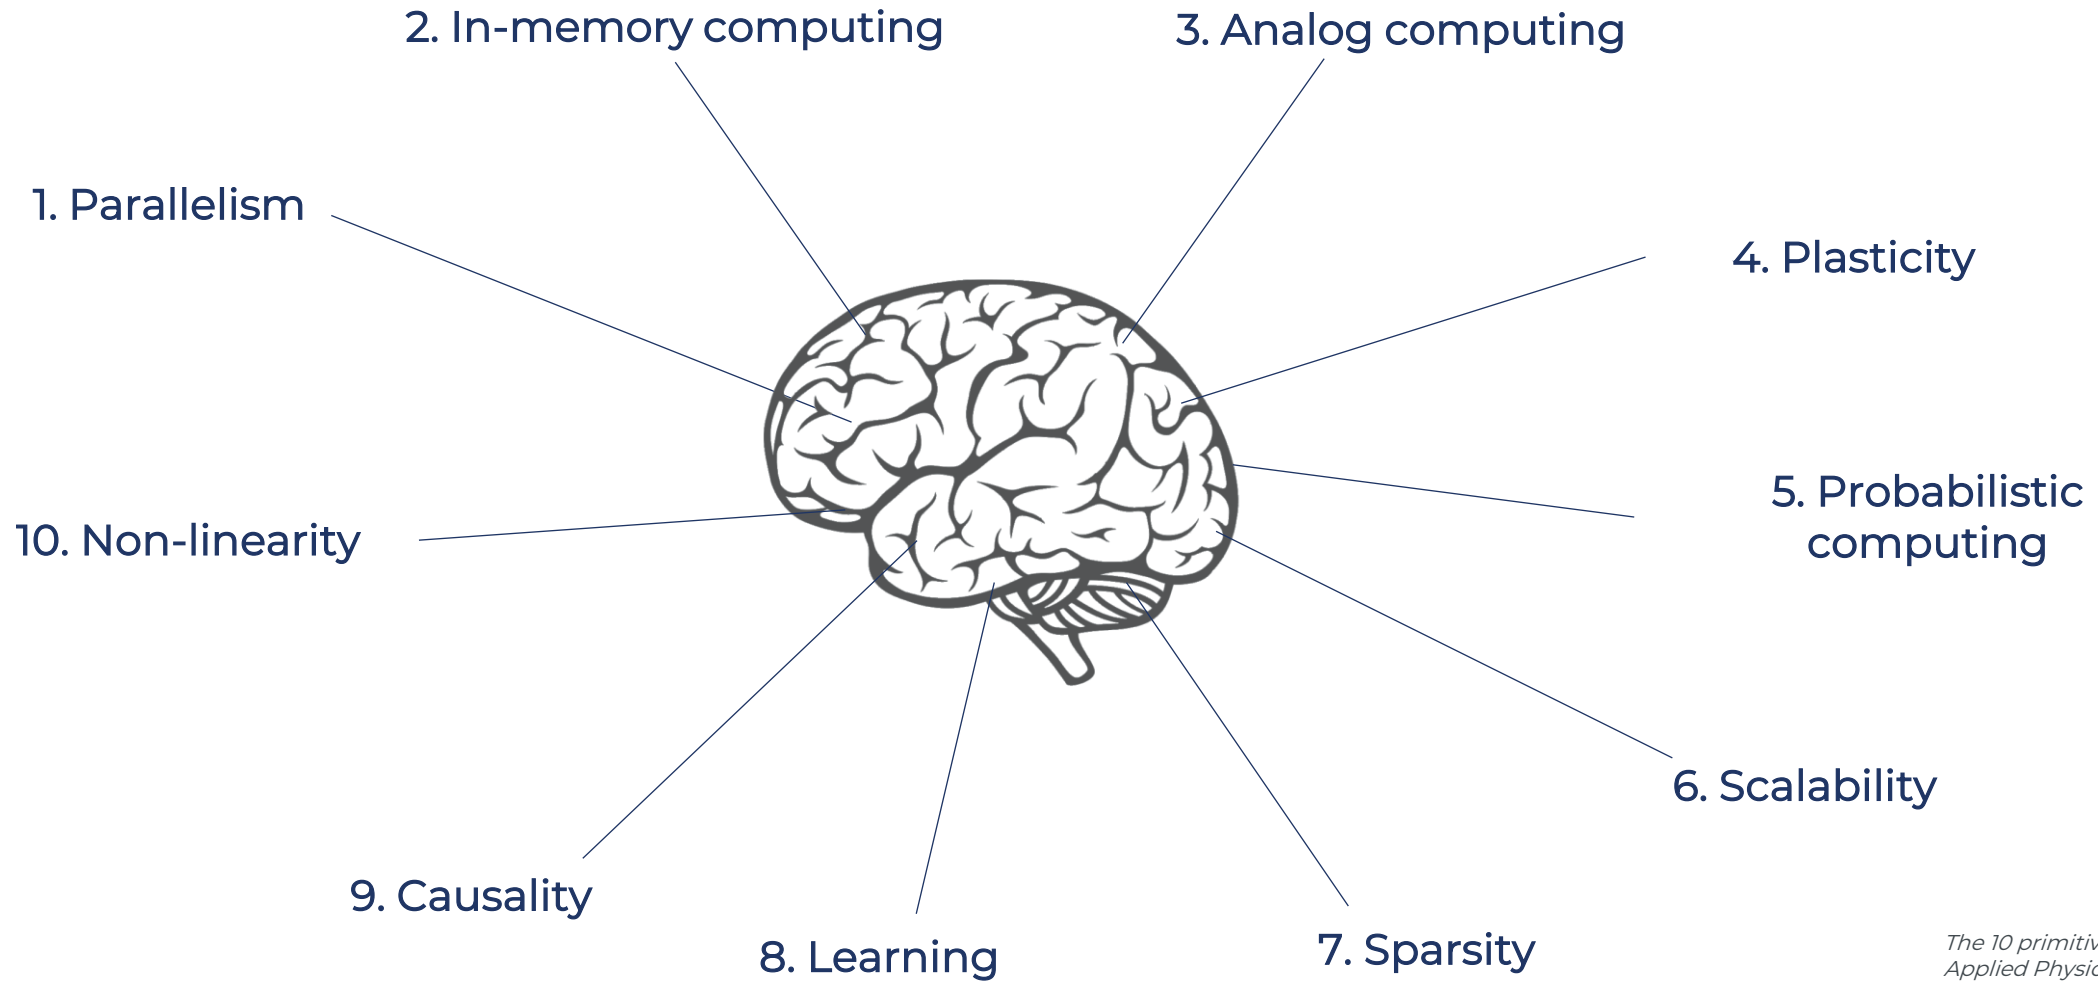 1. Parallelism
2. In-memory computing
3. Analog computing
4. Plasticity
5. Probabilistic
computing
6. Scalability
7. Sparsity
8. Learning
9. Causality
10. Non-linearity
The 10
Applied